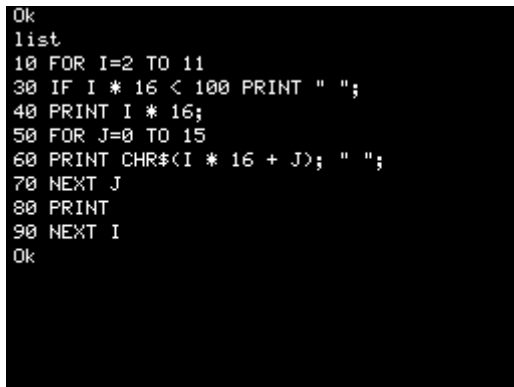 Ok
list
10 FOR I=2 TO 11
30 IF I * 16 < 100 PRINT " ";
40 PRINT I * 16;
50 FOR J=0 TO 15
60 PRINT CHR$(I * 16 + J); " ";
70 NEXT J
80 PRINT
90 NEXT I
Ok